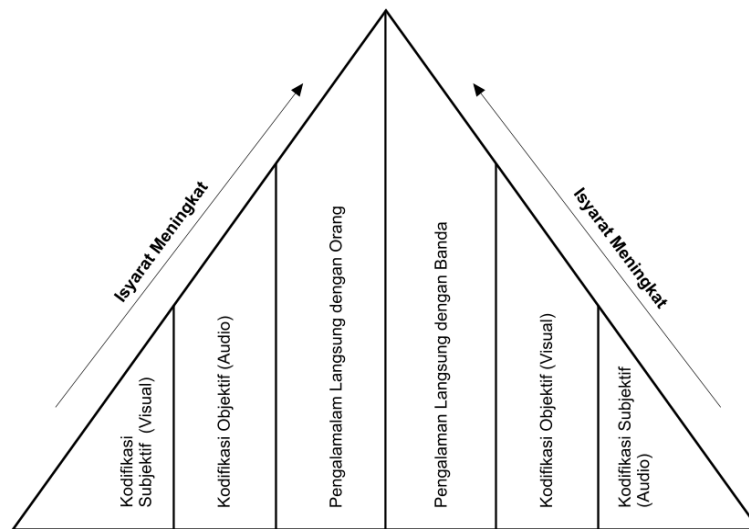 Isyarat Meningkat
Isyarat Meningkat
Kodifikasi
Subjektif (Visual)
Kodifikasi Objektif (Audio)
Pengalamalam Langsung dengan Orang
Pengalaman Langsung dengan Banda
Kodifikasi Objektif (Visual)
Kodifikasi Subjektif
(Audio)